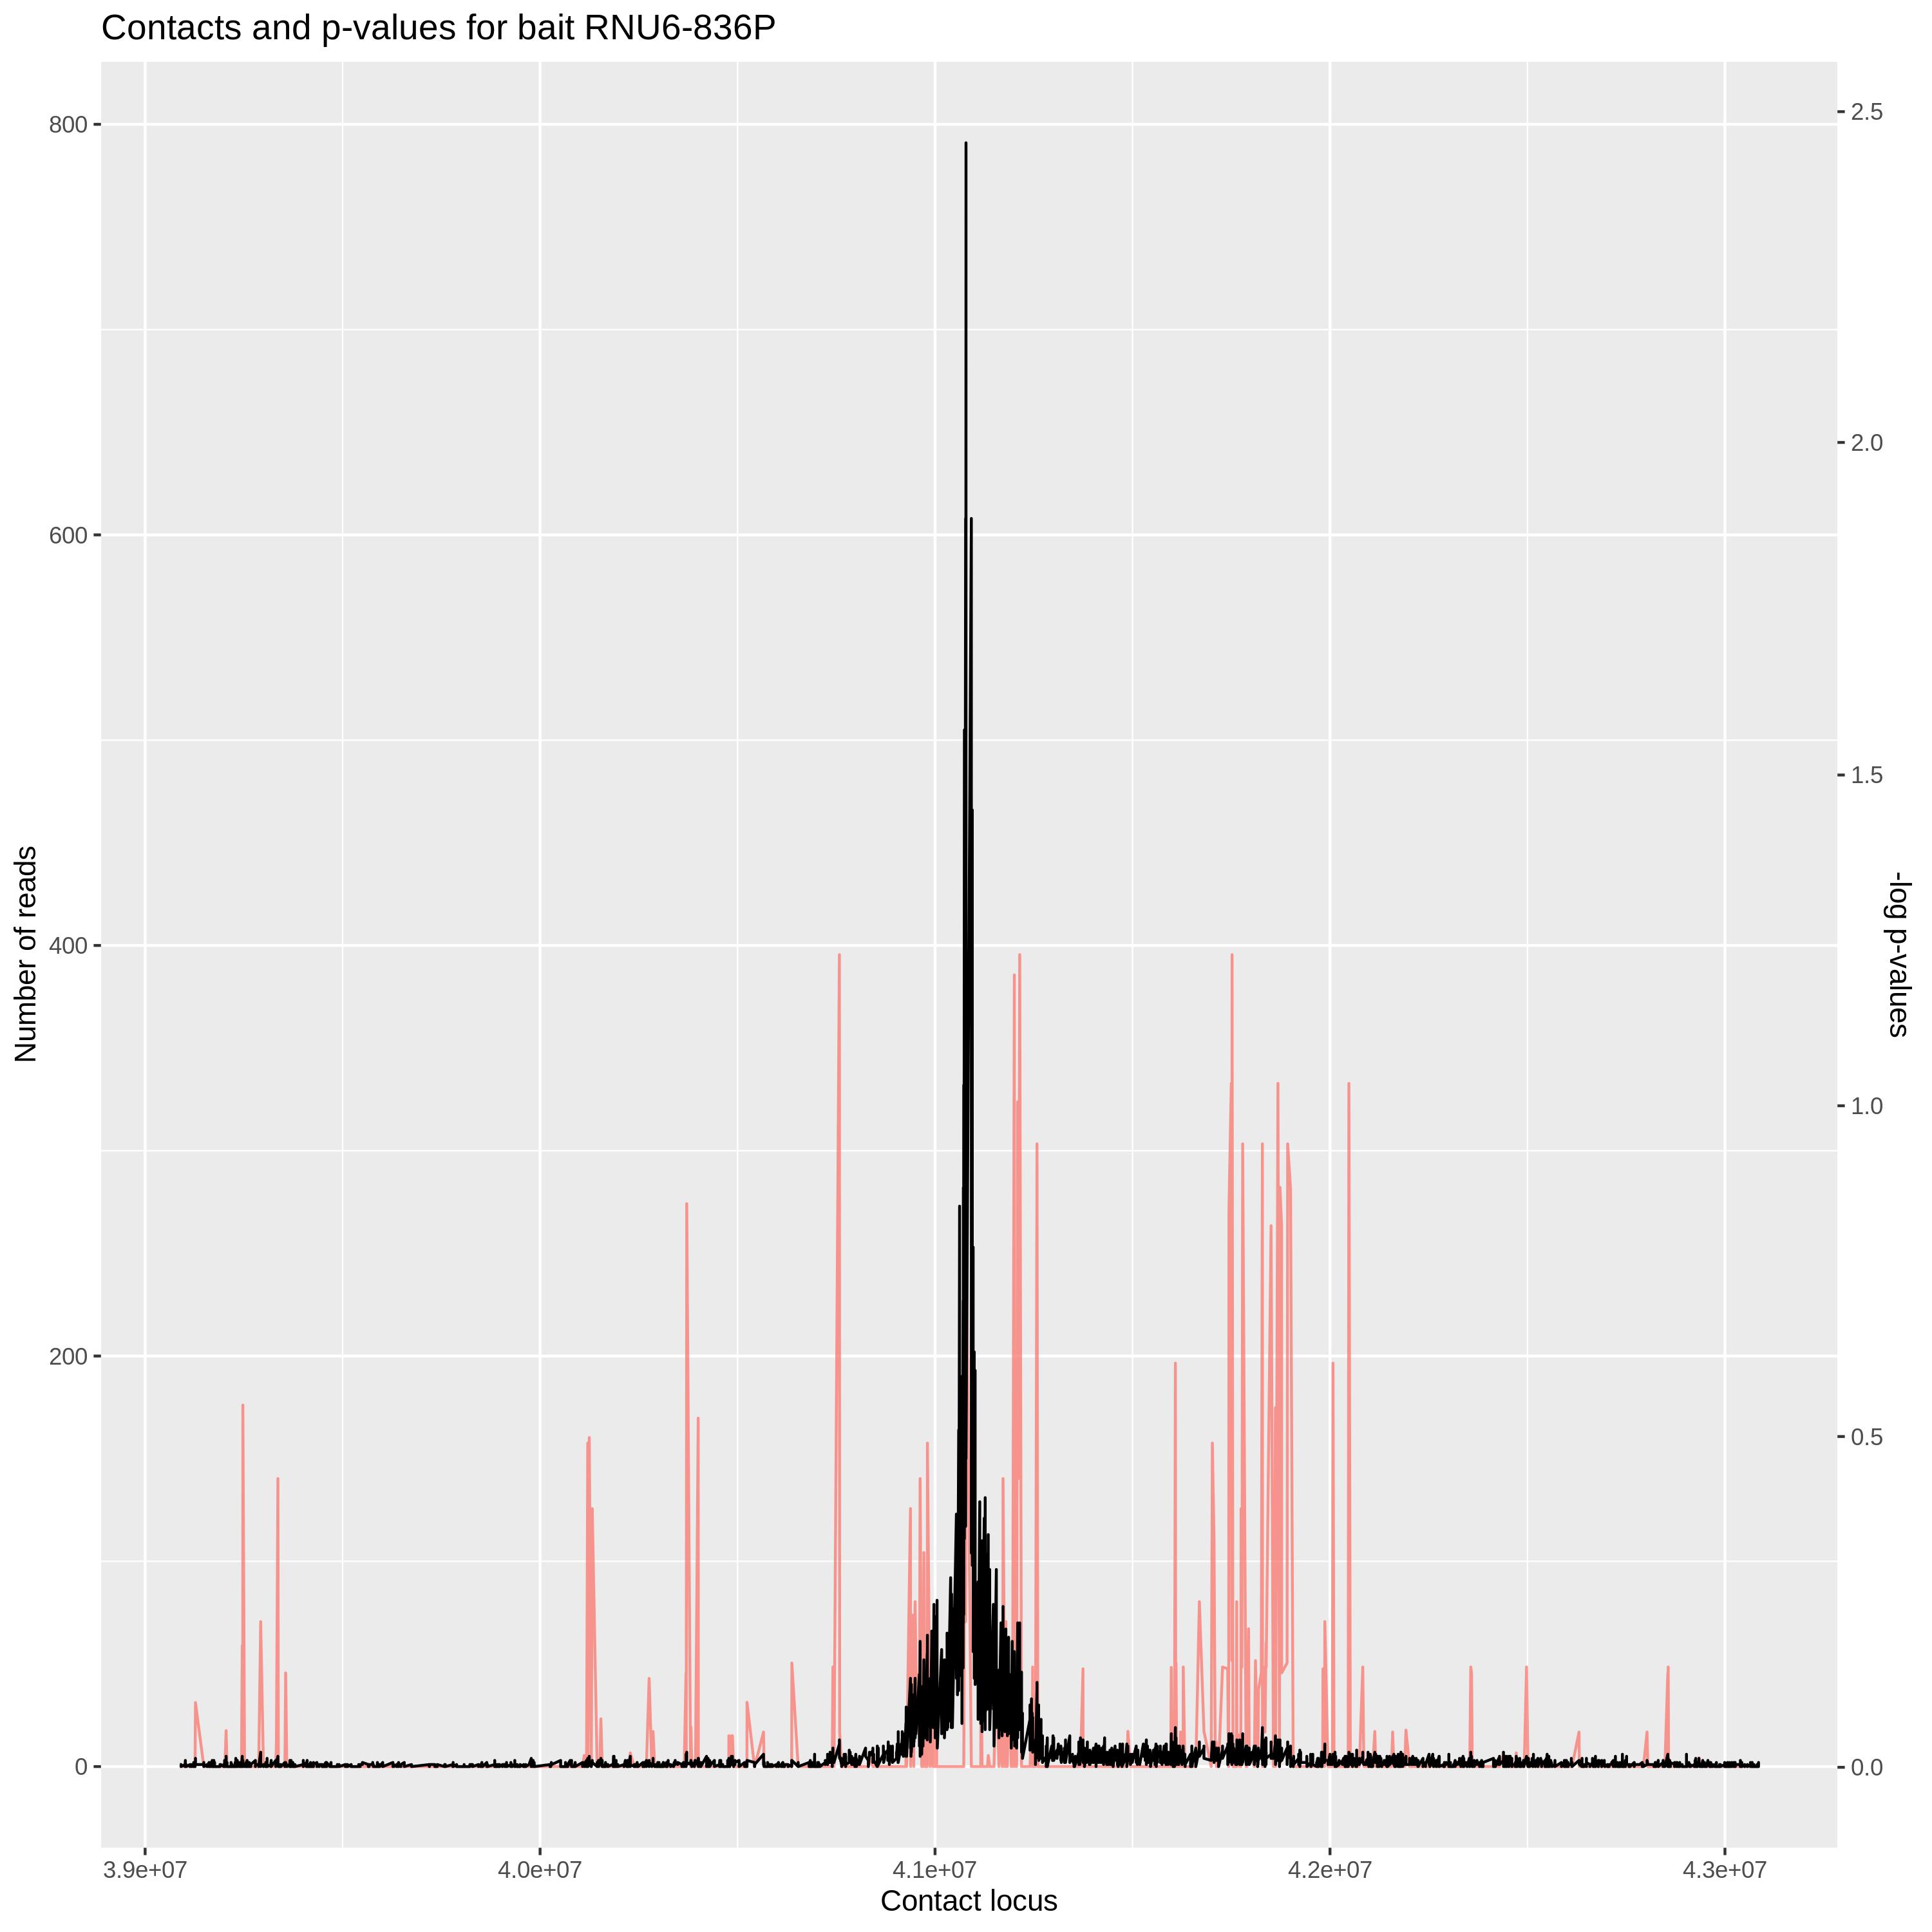 Contacts and p-values for bait RNU6-836P
800
600
400
200
0
Number of reads
2.5
2.0
1.5
1.0
0.5
0.0
-log p-values
3.9e+07 4.0e+07 4.1e+07 4.2e+07 4.3e+07
Contact locus